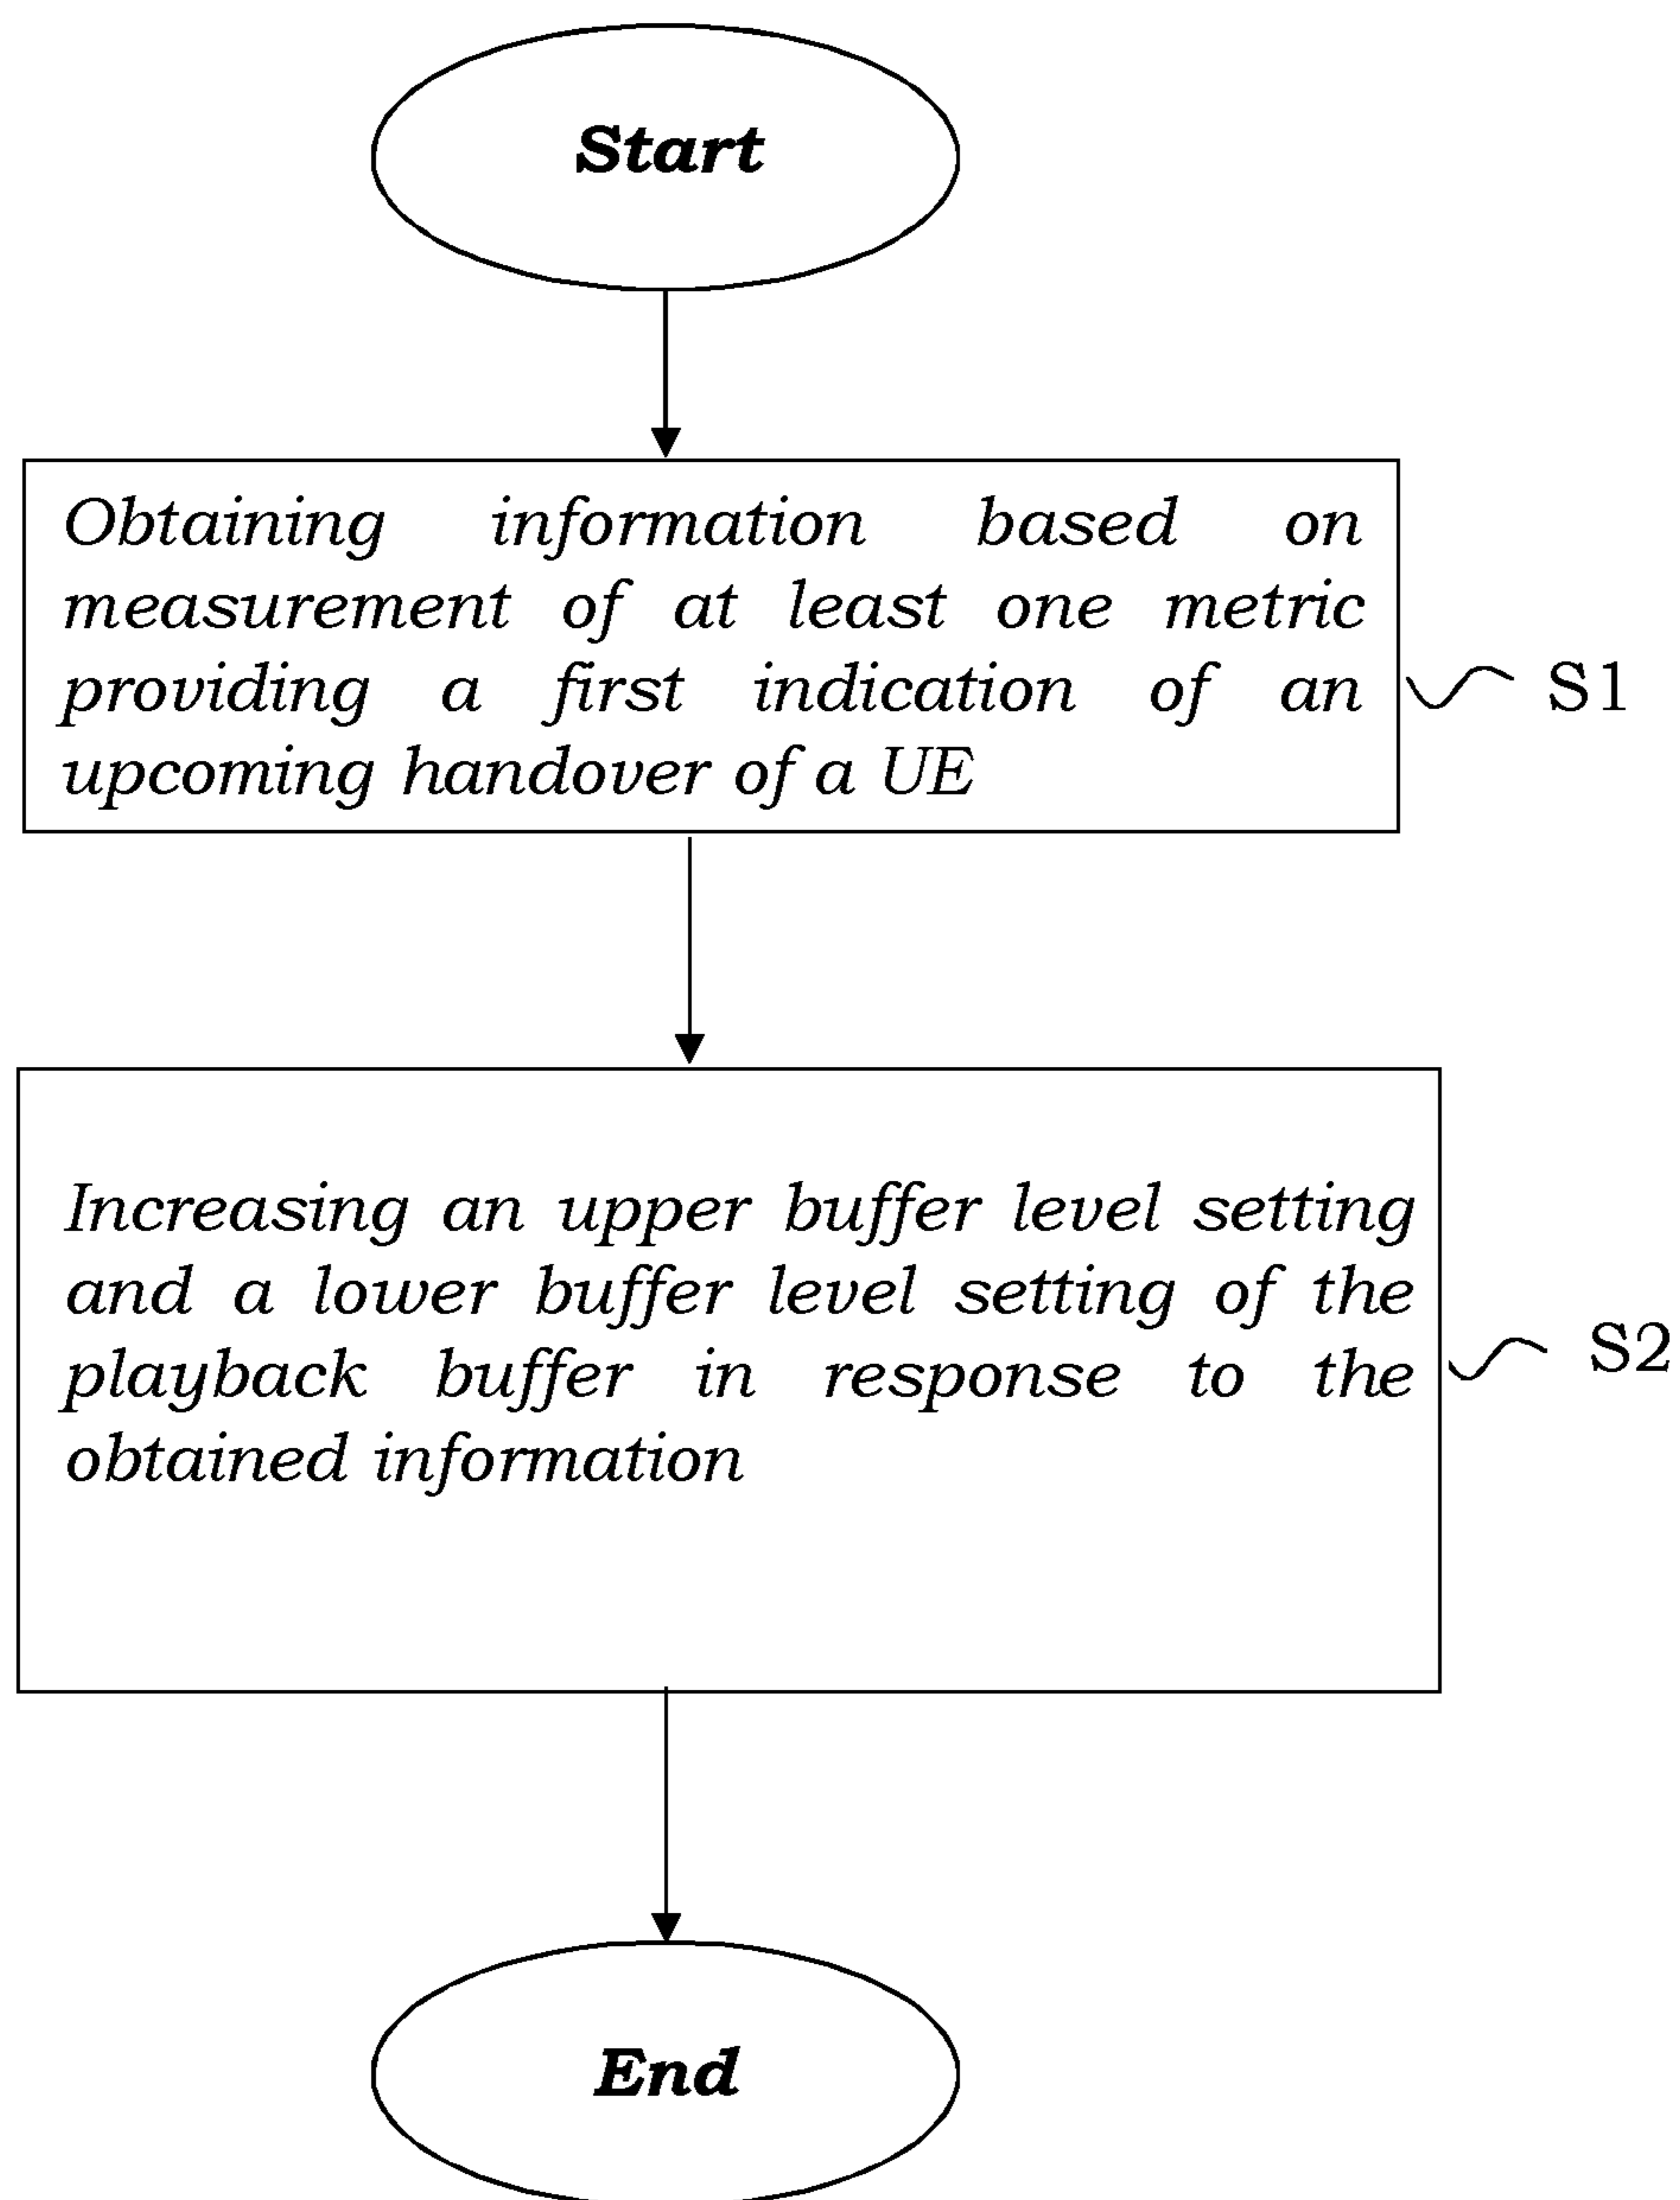 Start
Obtaining information based on
measurement of at least one metric
providing a first indication of an
upcoming handover of a UE
S1
Increasing an upper buffer level setting
and a lower buffer level setting of the
playback buffer in response to the
obtained information
S2
End